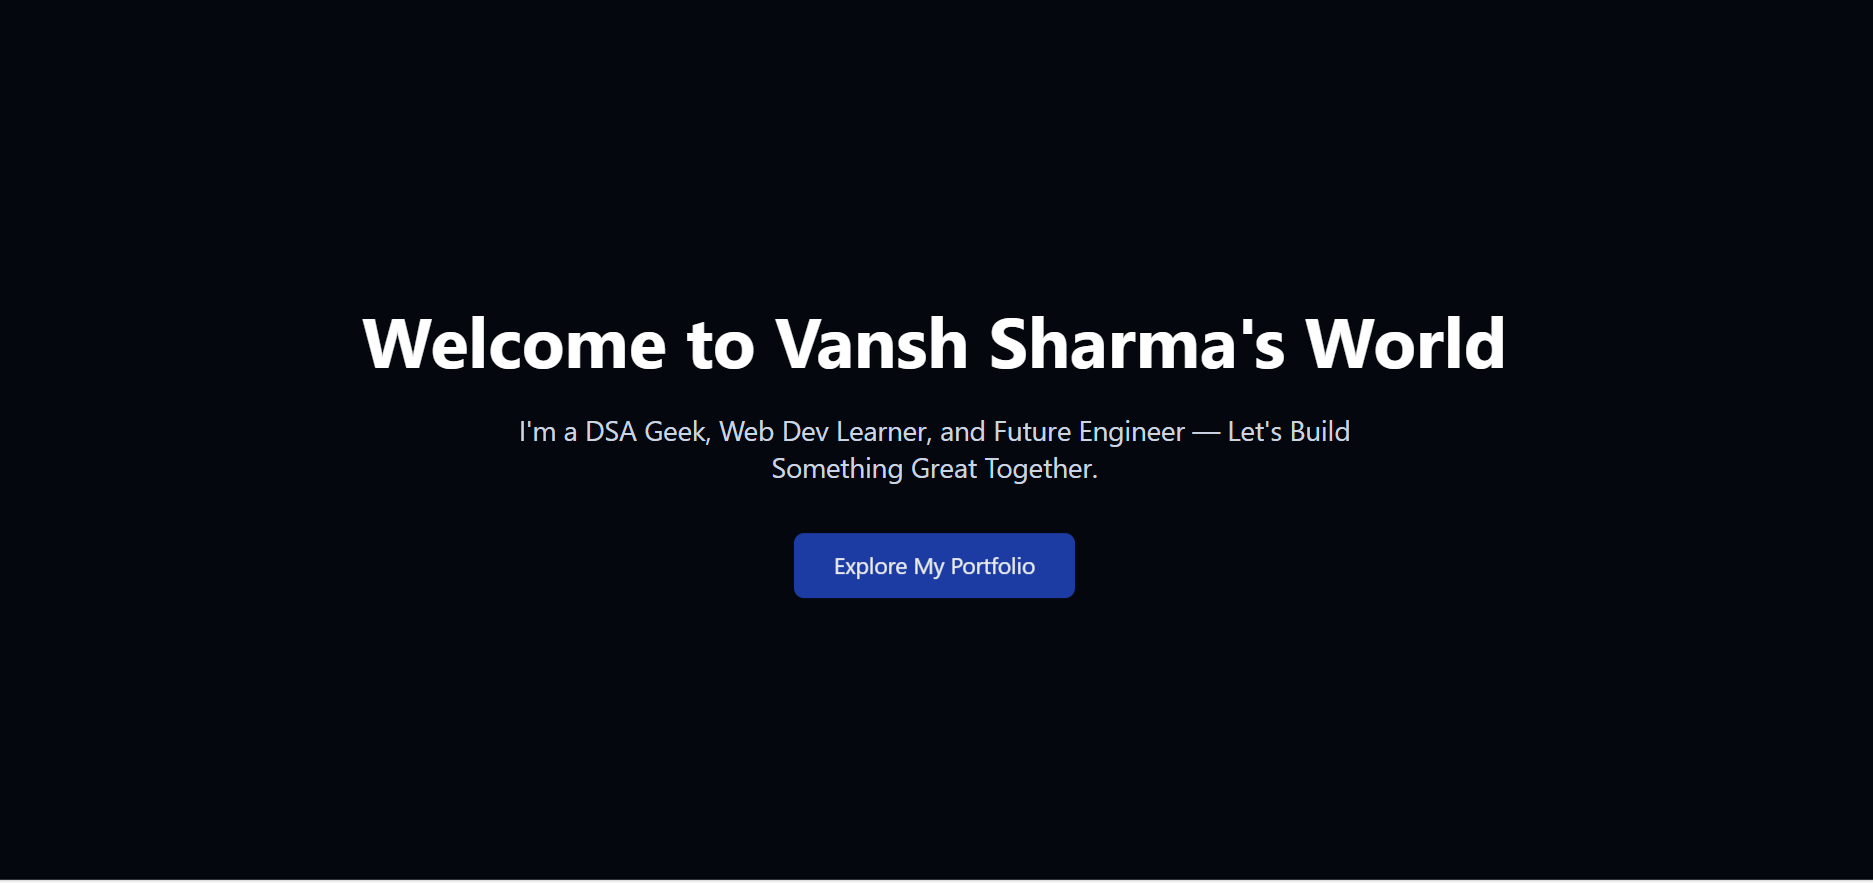 Welcome to Vansh Sharma's World
I'm a DSA Geek, Web Dev Learner, and Future Engineer — Let's Build
Something Great Together.
Explore My Portfolio